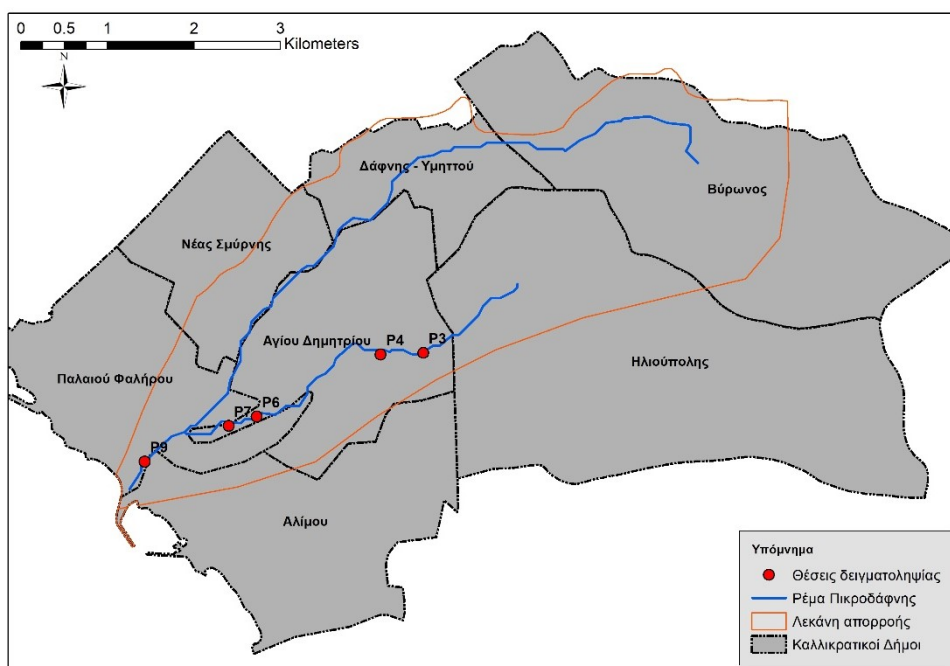 0 0.5 1 2 3
Kilometers
N
Δάφνης - Υμηττού
Βύρωνος
Νέας Σμύρνης
Αγίου Δημητρίου
P4
P3
Ηλιούπολης
Παλαιού Φαλήρου
P7
P6
P9
Αλίμου
Υπόμνημα
Θέσεις δειγματοληψίας
Ρέμα Πικροδάφνης
Λεκάνη απορροής
Καλλικρατικοί Δήμοι